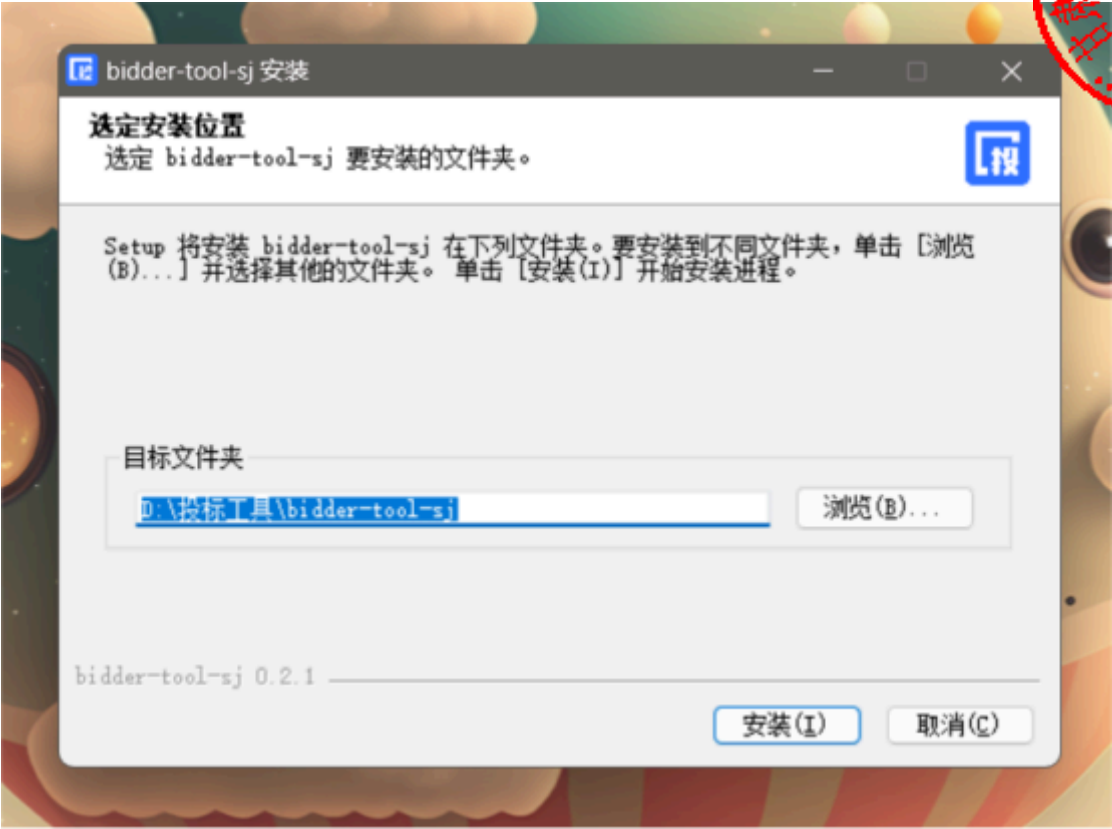 bidder-tool-sj 安装
选定安装位置
选定 bidder-tool-sj 要安装的文件夹。
投
Setup 将安装 bidder-tool-sj 在下列文件夹。要安装到不同文件夹，单击 [浏览
(B)...] 并选择其他的文件夹。 单击 [安装(I)] 开始安装进程。
目标文件夹
D:\投标工具\bidder-tool-sj
浏览(B)...
bidder-tool-sj 0.2.1
安装(I)
取消(C)